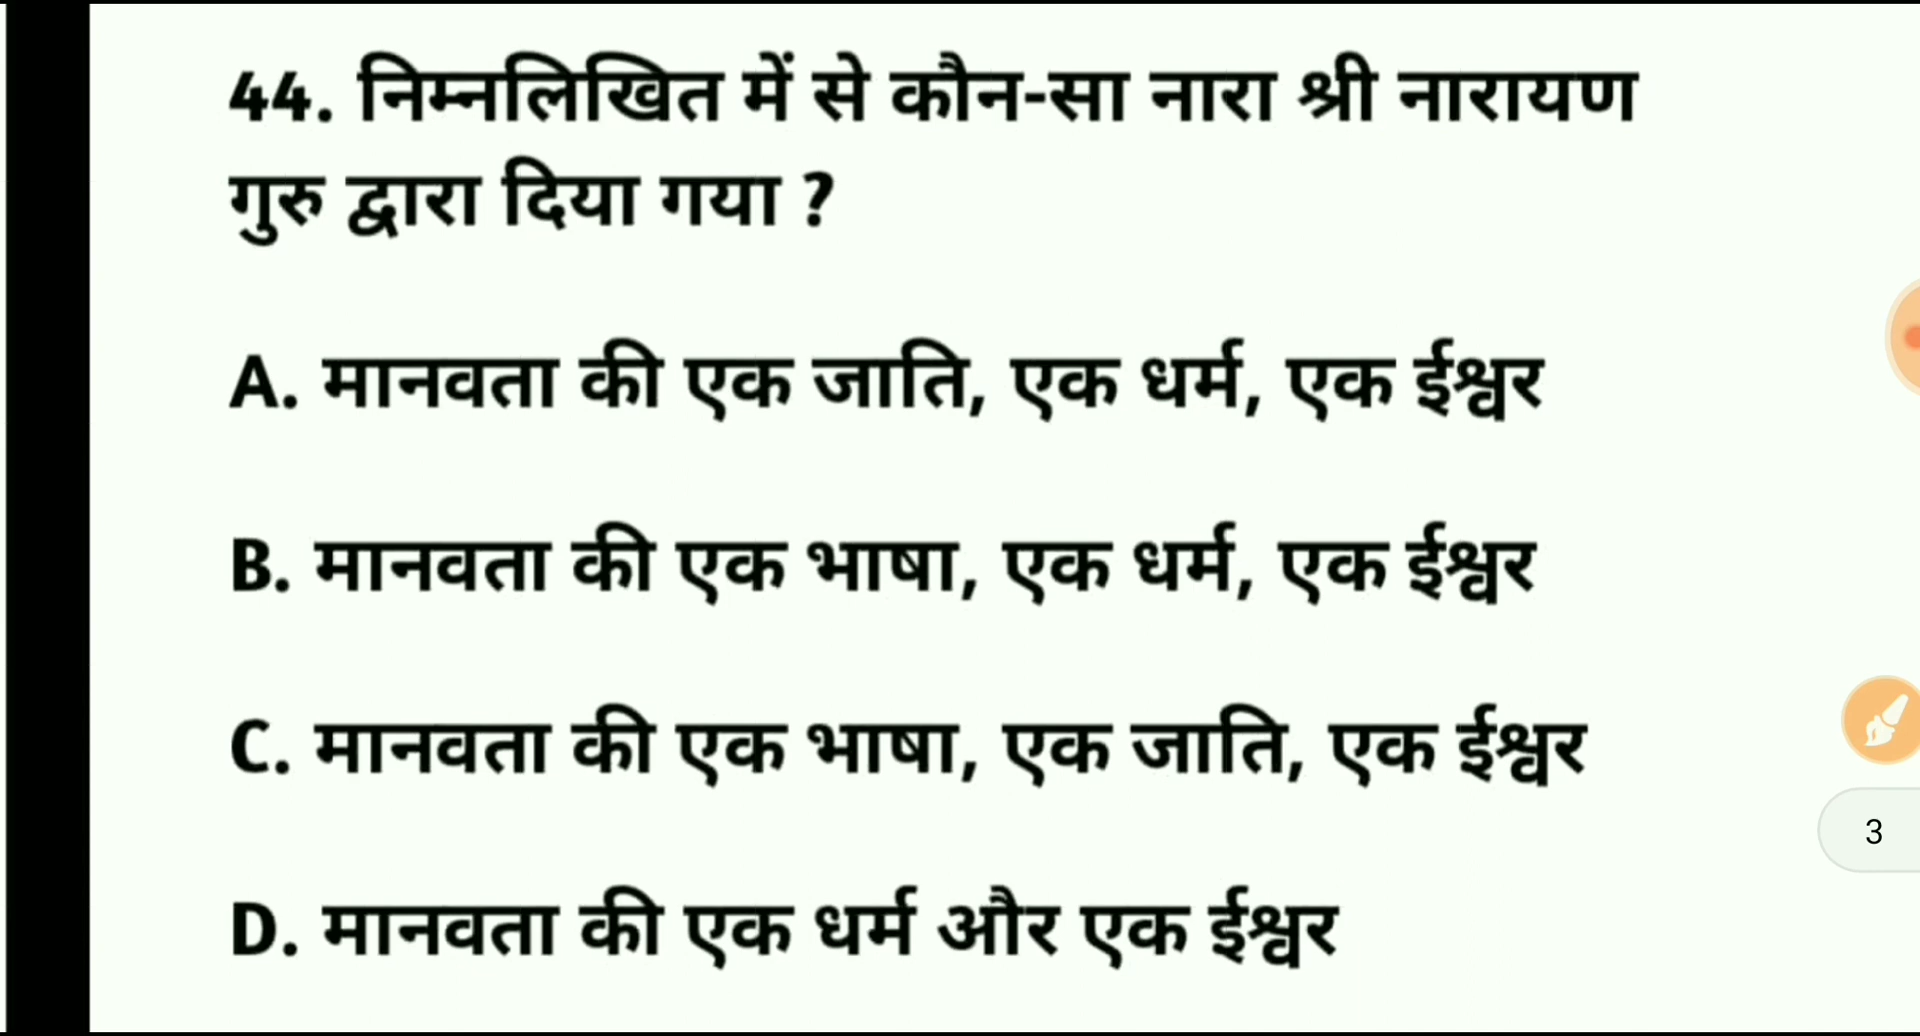 44. निम्नलिखित में से कौन-सा नारा श्री नारायण
गुरु द्वारा दिया गया ?
A. मानवता की एक जाति, एक धर्म, एक ईश्वर
B. मानवता की एक भाषा, एक धर्म, एक ईश्वर
C. मानवता की एक भाषा, एक जाति, एक ईश्वर
D. मानवता की एक धर्म और एक ईश्वर
3